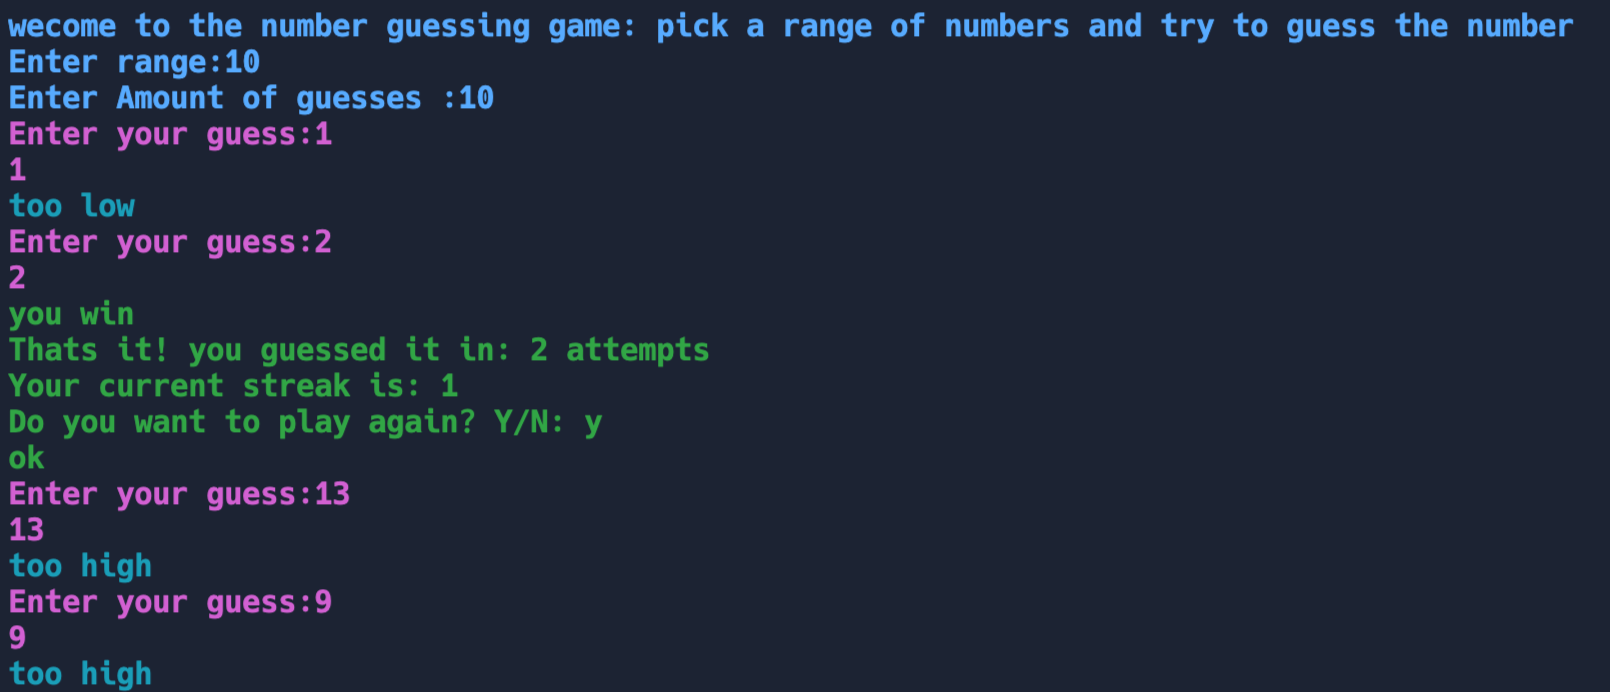 wecome to the number guessing game: pick a range of numbers and try to guess the number
Enter range:10
Enter Amount of guesses :10
Enter your guess:1
1
too low
Enter your guess:2
2
you win
Thats it! you guessed it in: 2 attempts
Your current streak is: 1
Do you want to play again? Y/N: y
ok
Enter your guess:13
13
too high
Enter your guess:9
9
too high